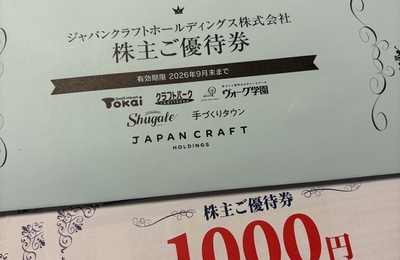 ジャパンクラフトホールディングス株式会社
株主ご優待券
有効期限 2026年9月末まで
Tokai クラフトパーク ヴォーグ学園
Shugale 手づくりタウン
JAPAN CRAFT
HOLDINGS
株主ご優待券
1000円